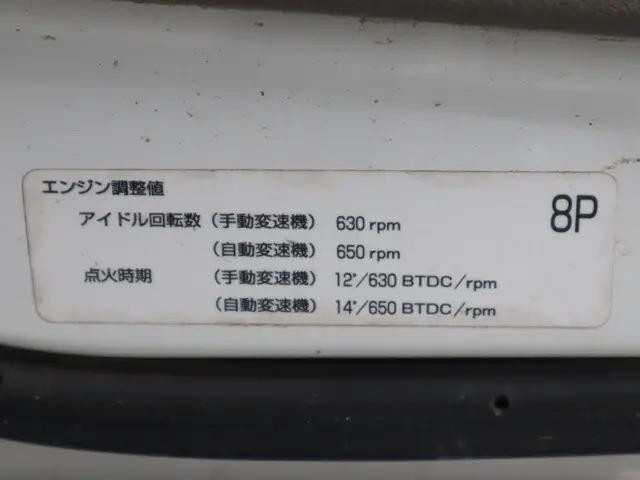 エンジン調整値
アイドル回転数（手動変速機） 630 rpm
（自動変速機） 650 rpm
点火時期 （手動変速機） 12°/630 BTDC/rpm
（自動変速機） 14°/650 BTDC/rpm
8P